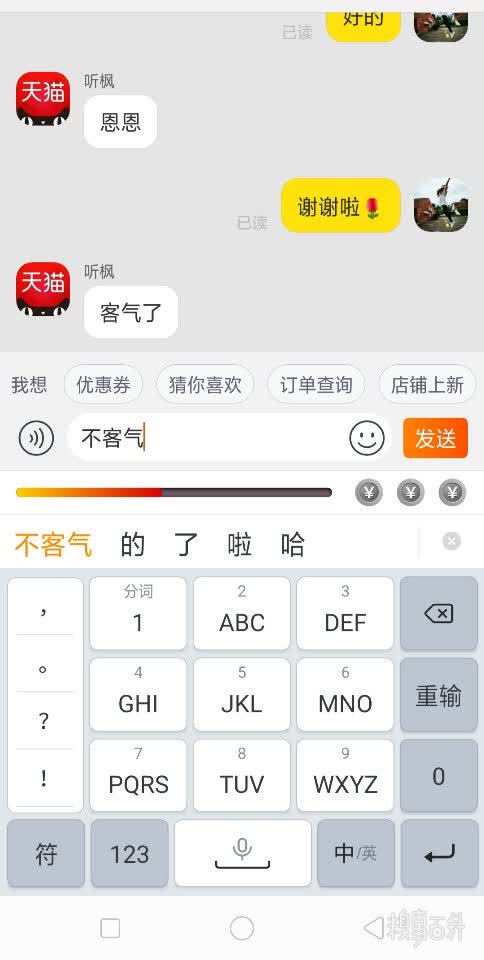 好的
已读
听枫
天猫
恩恩
谢谢啦
已读
听枫
天猫
客气了
我想 优惠券 猜你喜欢 订单查询 店铺上新
不客气 发送
¥ ¥ ¥
不客气 的 了 啦 哈
， 分词 1 2 ABC 3 DEF
。 4 GHI 5 JKL 6 MNO 重输
？ 7 PQRS 8 TUV 9 WXYZ 0
！
符 123 中/英
糗事百科